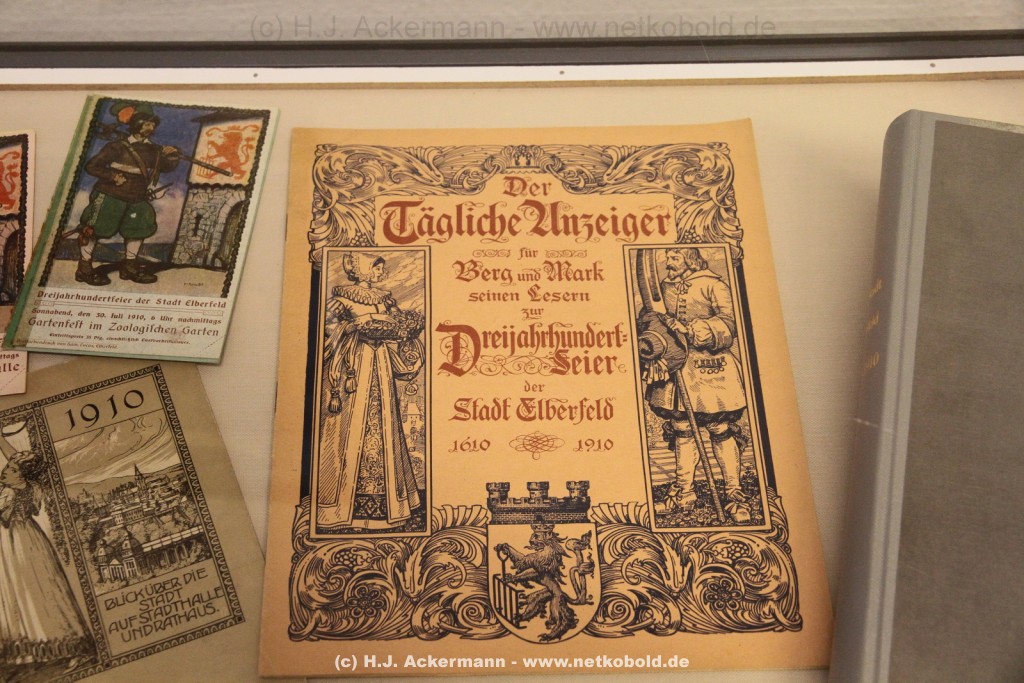 (c) H.J. Ackermann - www.netkobold.de
Dreijahrhundertfeier der Stadt Elberfeld
Sonnabend, den 30. Juli 1910, 6 Uhr nachmittags
Gartenfest im Zoologischen Garten
1910
BLICK ÜBER DIE
STADT
AUF STADTHALLE
UND RATHAUS.
Der
Tägliche Anzeiger
für
Berg und Mark
seinen Lesern
zur
Dreijahrhundert-
Feier
der
Stadt Elberfeld
1610 1910
(c) H.J. Ackermann - www.netkobold.de